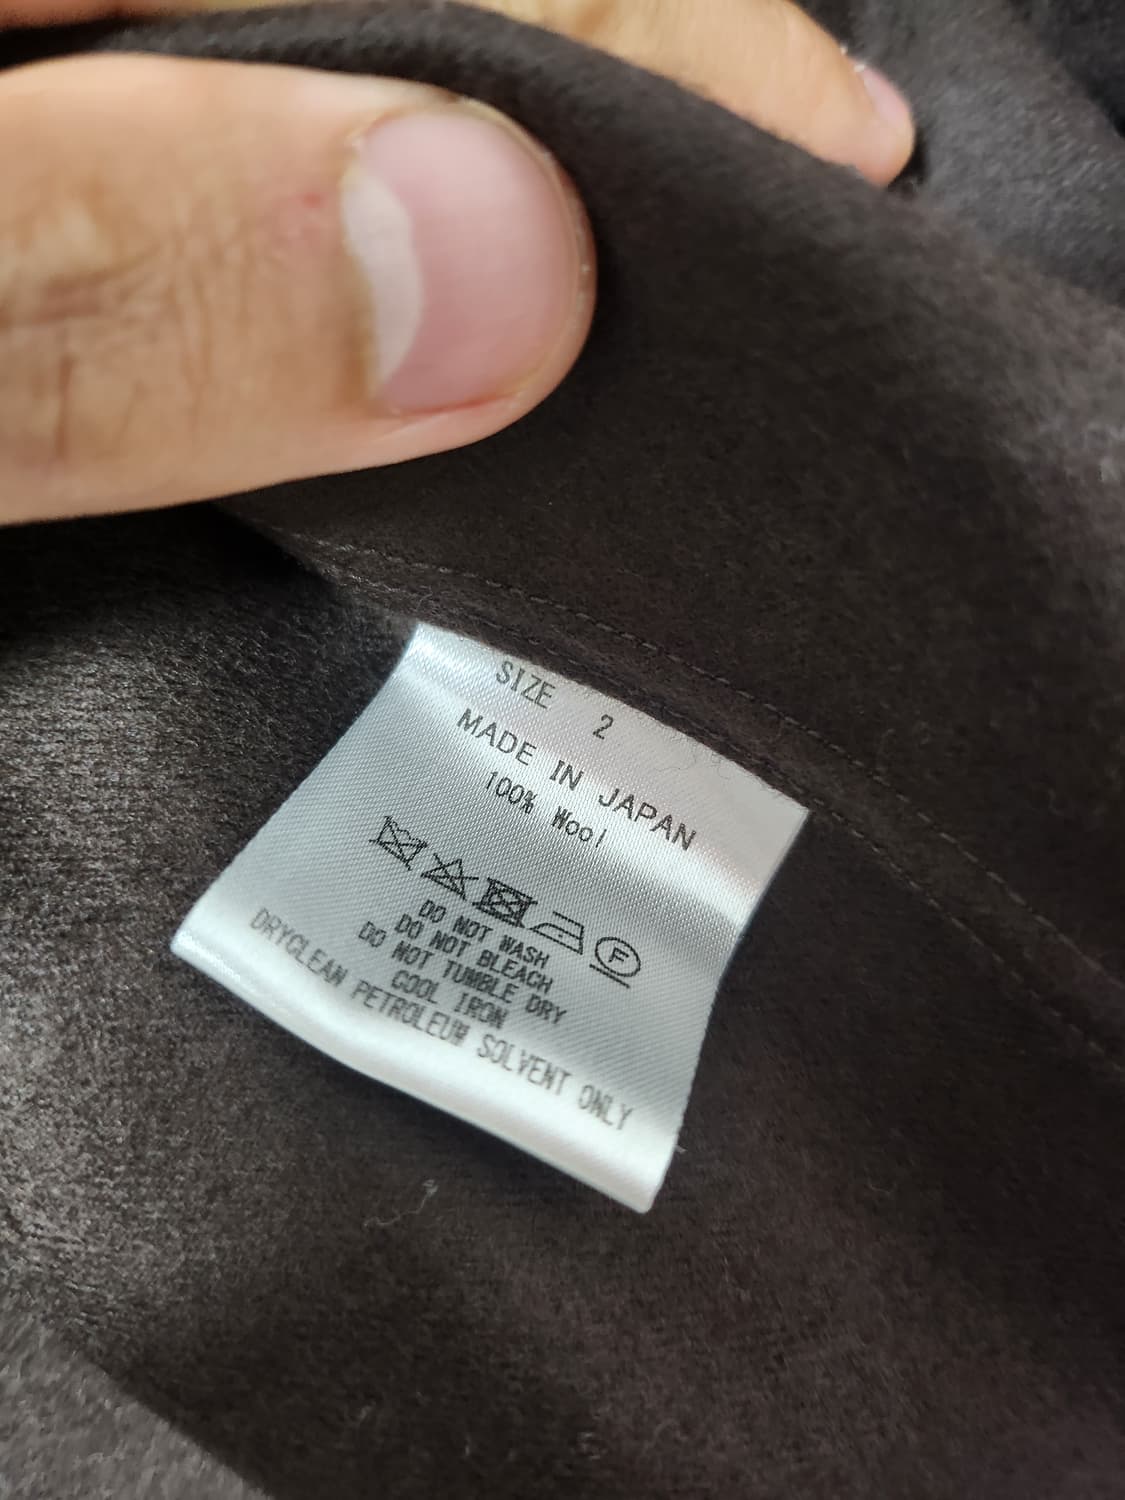 SIZE 2
MADE IN JAPAN
100% Wool
F
DO NOT WASH
DO NOT BLEACH
DO NOT TUMBLE DRY
COOL IRON
DRYCLEAN PETROLEUM SOLVENT ONLY